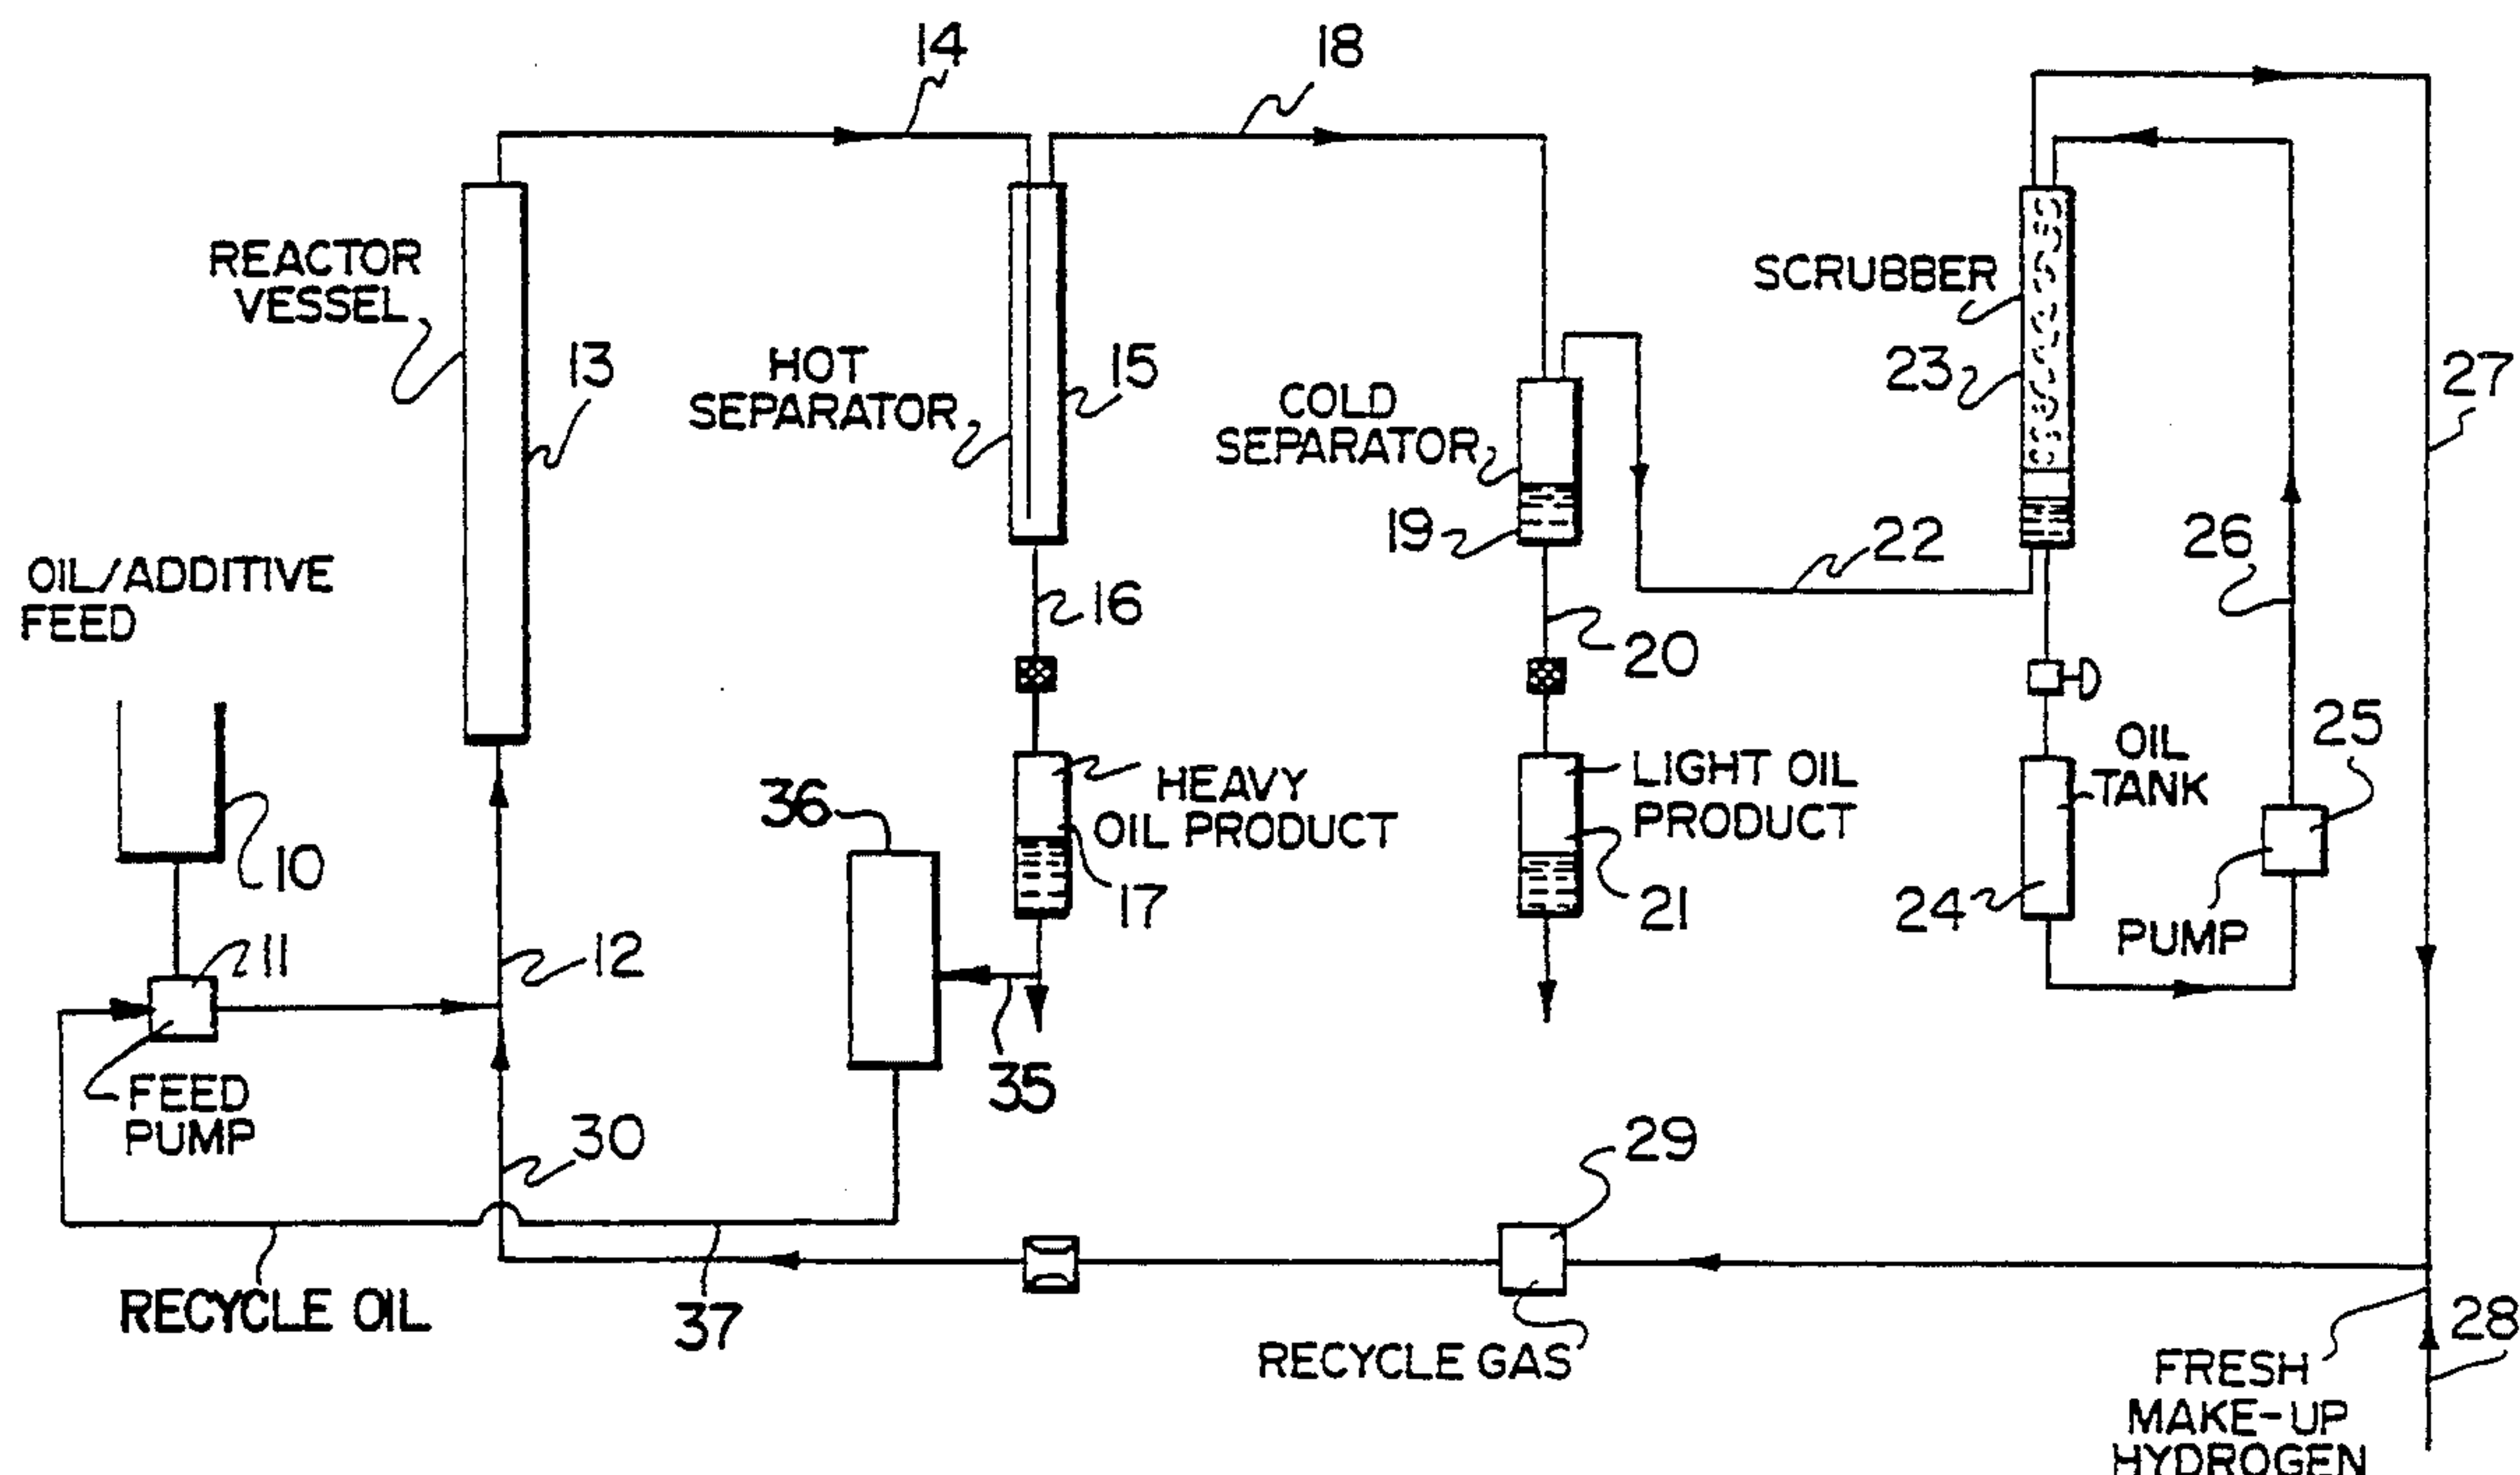 14
18
REACTOR
VESSEL
13
HOT
SEPARATOR
15
COLD
SEPARATOR
19
SCRUBBER
23
27
22
26
OIL/ADDITIVE
FEED
16
20
10
36
HEAVY
OIL PRODUCT
17
LIGHT OIL
PRODUCT
21
OIL
TANK
24
25
PUMP
11
12
FEED
PUMP
35
30
29
RECYCLE OIL
37
RECYCLE GAS
28
FRESH
MAKE-UP
HYDROGEN